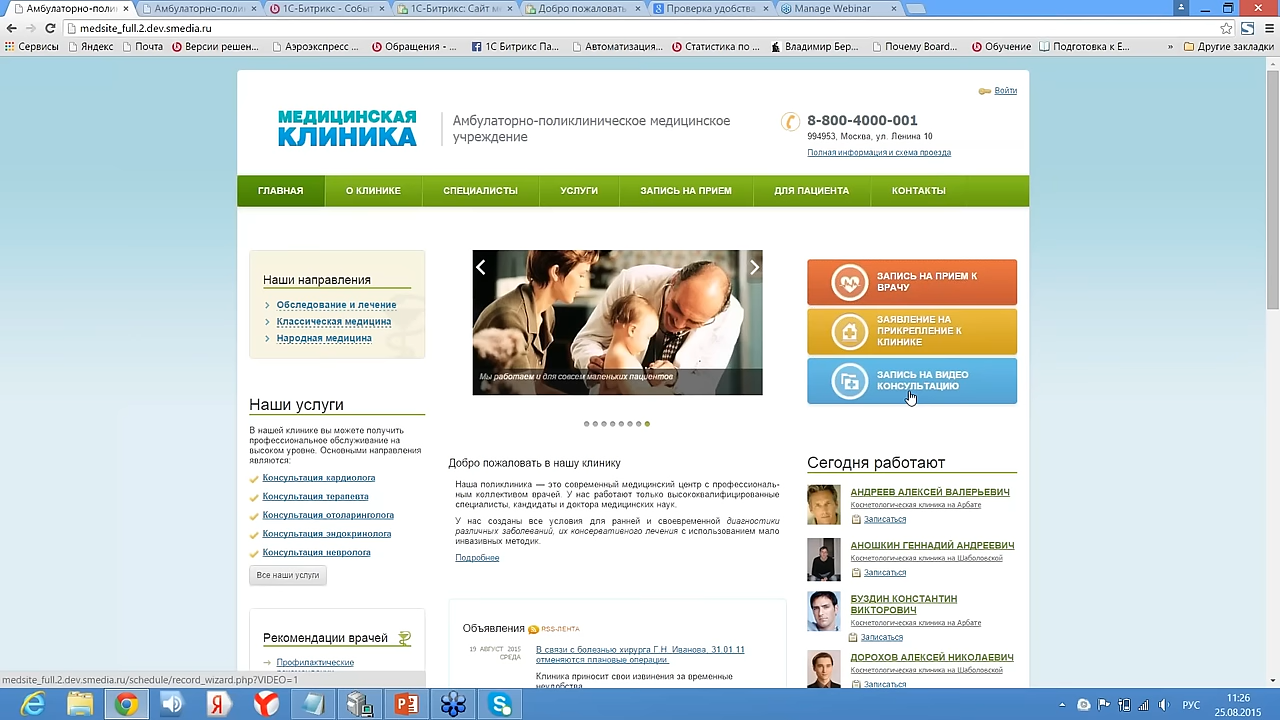 Амбулаторно-поли
Амбулаторно-поли
1С-Битрикс - Событ
1С-Битрикс: Сайт м
Добро пожаловать
Проверка удобства
Manage Webinar
medsite_full.2.dev.smedia.ru
Сервисы
Яндекс
Почта
Версии решен...
Аэроэкспресс ...
Обращения - ...
1С Битрикс Па...
Автоматизация...
Статистика по ...
Владимир Бер...
Почему Board...
Обучение
Подготовка к Е...
»
Другие закладки
Войти
МЕДИЦИНСКАЯ
КЛИНИКА
Амбулаторно-поликлиническое медицинское
учреждение
8-800-4000-001
994953, Москва, ул. Ленина 10
Полная информация и схема проезда
ГЛАВНАЯ
О КЛИНИКЕ
СПЕЦИАЛИСТЫ
УСЛУГИ
ЗАПИСЬ НА ПРИЕМ
ДЛЯ ПАЦИЕНТА
КОНТАКТЫ
Наши направления
Обследование и лечение
Классическая медицина
Народная медицина
Наши услуги
В нашей клинике вы можете получить
профессиональное обслуживание на
высоком уровне. Основными направления
являются:
Консультация кардиолога
Консультация терапевта
Консультация отоларинголога
Консультация эндокринолога
Консультация невролога
Все наши услуги
Рекомендации врачей
Профилактические
Мы работаем и для совсем маленьких пациентов
Добро пожаловать в нашу клинику
Наша поликлиника — это современный медицинский центр с профессиональ-
ным коллективом врачей. У нас работают только высококвалифицированные
специалисты, кандидаты и доктора медицинских наук.
У нас созданы все условия для ранней и своевременной диагностики
различных заболеваний, их консервативного лечения с использованием мало
инвазивных методик.
Подробнее
Объявления
RSS-ЛЕНТА
19 АВГУСТ 2015
СРЕДА
В связи с болезнью хирурга Г.Н. Иванова, 31.01.11
отменяются плановые операции.
Клиника приносит свои извинения за временные
неудобства
ЗАПИСЬ НА ПРИЕМ К
ВРАЧУ
ЗАЯВЛЕНИЕ НА
ПРИКРЕПЛЕНИЕ К
КЛИНИКЕ
ЗАПИСЬ НА ВИДЕО
КОНСУЛЬТАЦИЮ
Сегодня работают
АНДРЕЕВ АЛЕКСЕЙ ВАЛЕРЬЕВИЧ
Косметологическая клиника на Арбате
Записаться
АНОШКИН ГЕННАДИЙ АНДРЕЕВИЧ
Косметологическая клиника на Шаболовской
Записаться
БУЗДИН КОНСТАНТИН
ВИКТОРОВИЧ
Косметологическая клиника на Арбате
Записаться
ДОРОХОВ АЛЕКСЕЙ НИКОЛАЕВИЧ
Косметологическая клиника на Шаболовской
Записаться
РУС
11:26
25.08.2015